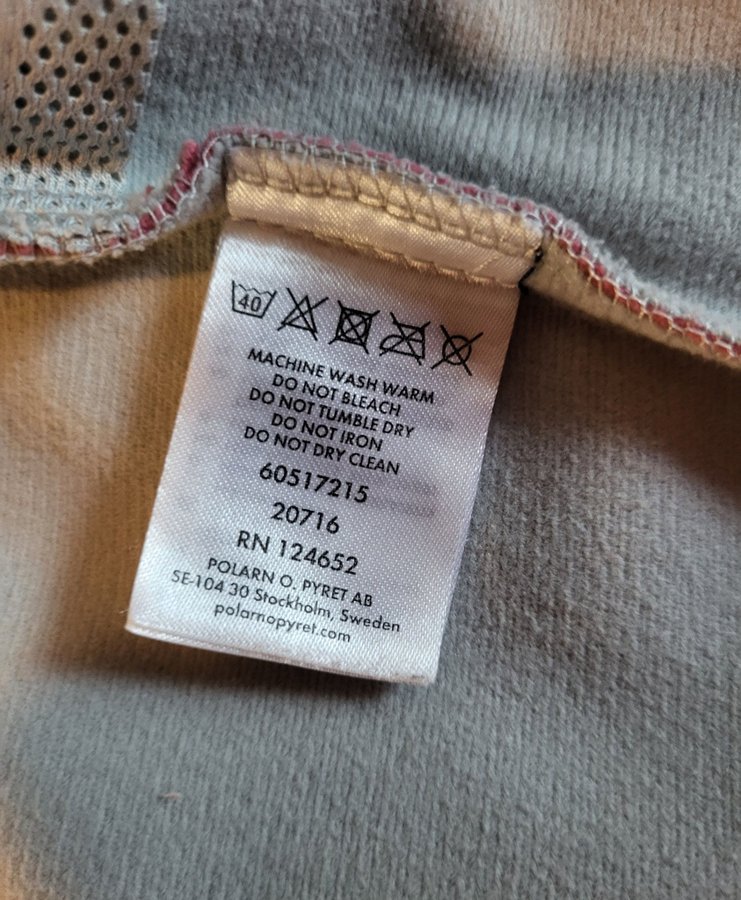 40
MACHINE WASH WARM
DO NOT BLEACH
DO NOT TUMBLE DRY
DO NOT IRON
DO NOT DRY CLEAN
60517215
20716
RN 124652
POLARN O. PYRET AB
SE-104 30 Stockholm, Sweden
polarnopyret.com